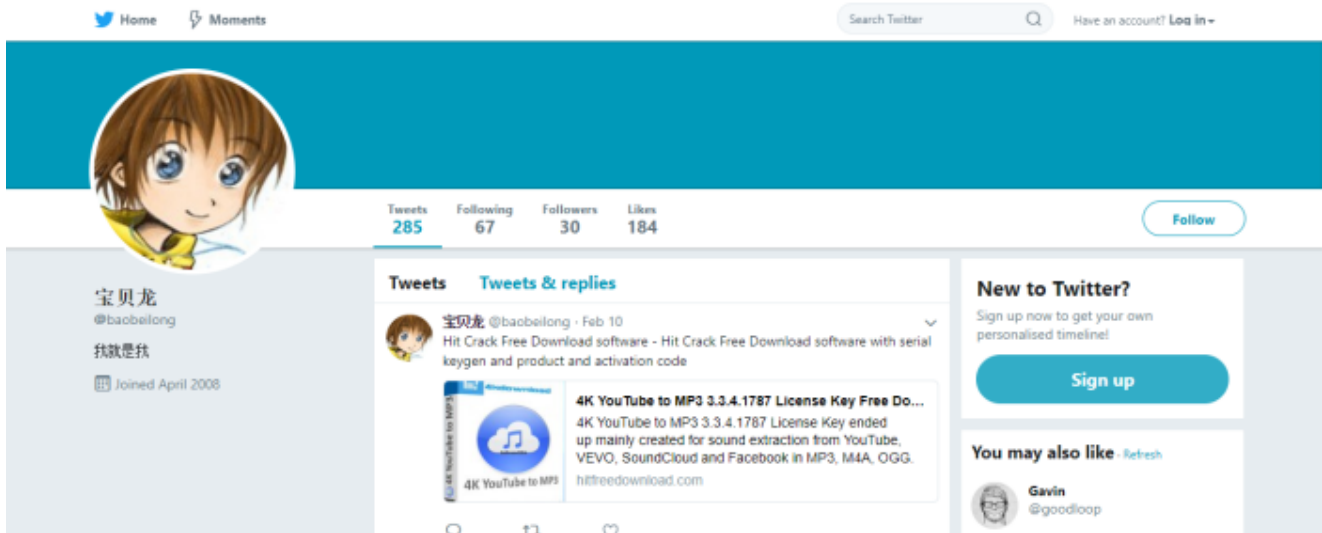 Home Moments Search Twitter Have an account? Log in
Tweets Following Followers Likes
285 67 30 184
Follow
宝贝龙
@baobeilong
我就是我
Joined April 2008
Tweets Tweets & replies
宝贝龙 @baobeilong · Feb 10
Hit Crack Free Download software - Hit Crack Free Download software with serial
keygen and product and activation code
4K YouTube to MP3
4K YouTube to MP3
4K YouTube to MP3 3.3.4.1787 License Key Free Do...
4K YouTube to MP3 3.3.4.1787 License Key ended
up mainly created for sound extraction from YouTube,
VEVO, SoundCloud and Facebook in MP3, M4A, OGG.
hitfreedownload.com
New to Twitter?
Sign up now to get your own
personalised timeline!
Sign up
You may also like · Refresh
Gavin
@goodloop